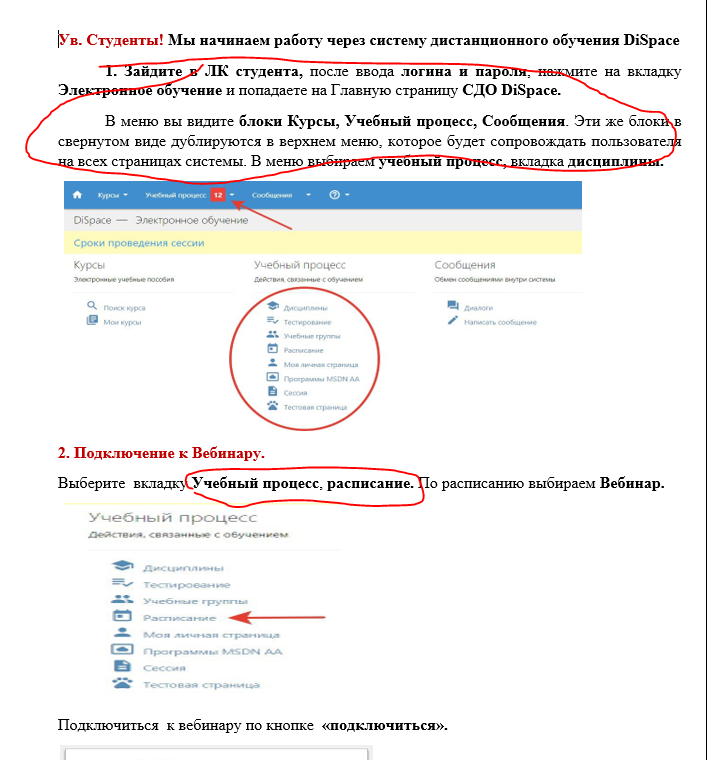 Ув. Студенты! Мы начинаем работу через систему дистанционного обучения DiSpace
1. Зайдите в ЛК студента, после ввода логина и пароля, нажмите на вкладку
Электронное обучение и попадаете на Главную страницу СДО DiSpace.
В меню вы видите блоки Курсы, Учебный процесс, Сообщения. Эти же блоки в
свернутом виде дублируются в верхнем меню, которое будет сопровождать пользователя
на всех страницах системы. В меню выбираем учебный процесс, вкладка дисциплины.
Курсы Учебный процесс 12 Сообщения
DiSpace — Электронное обучение
Сроки проведения сессии
Курсы Учебный процесс Сообщения
Электронные учебные пособия Действия, связанные с обучением Обмен сообщениями внутри системы
Поиск курса Дисциплины Диалоги
Мои курсы Тестирование Написать сообщение
Учебные группы
Расписание
Моя личная страница
Программы MSDN AA
Сессия
Тестовая страница
2. Подключение к Вебинару.
Выберите вкладку Учебный процесс, расписание. По расписанию выбираем Вебинар.
Учебный процесс
Действия, связанные с обучением
Дисциплины
Тестирование
Учебные группы
Расписание
Моя личная страница
Программы MSDN AA
Сессия
Тестовая страница
Подключиться к вебинару по кнопке «подключиться».